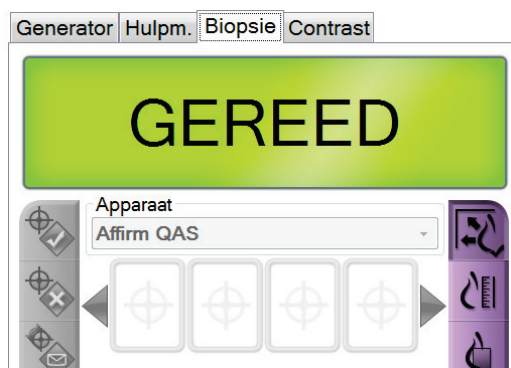 Generator Hulpm. Biopsie Contrast
GEREED
Apparaat
Affirm QAS